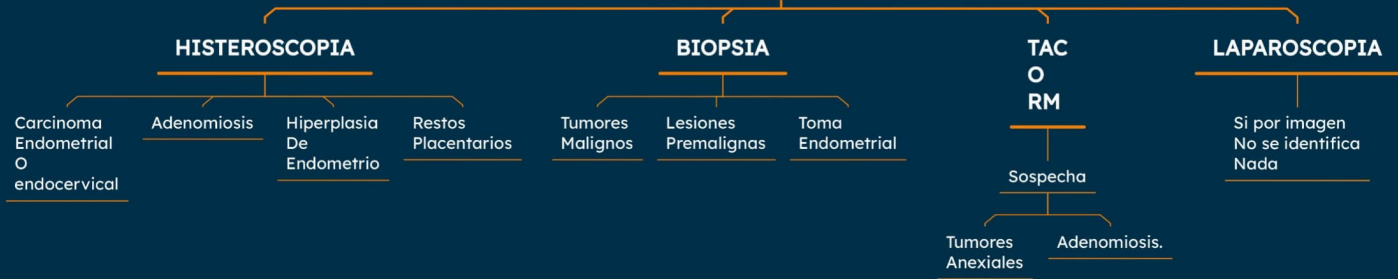 HISTEROSCOPIA
Carcinoma
Endometrial
O
endocervical
Adenomiosis
Hiperplasia
De
Endometrio
Restos
Placentarios
BIOPSIA
Tumores
Malignos
Lesiones
Premalignas
Toma
Endometrial
TAC
O
RM
Sospecha
Tumores
Anexiales
Adenomiosis.
LAPAROSCOPIA
Si por imagen
No se identifica
Nada